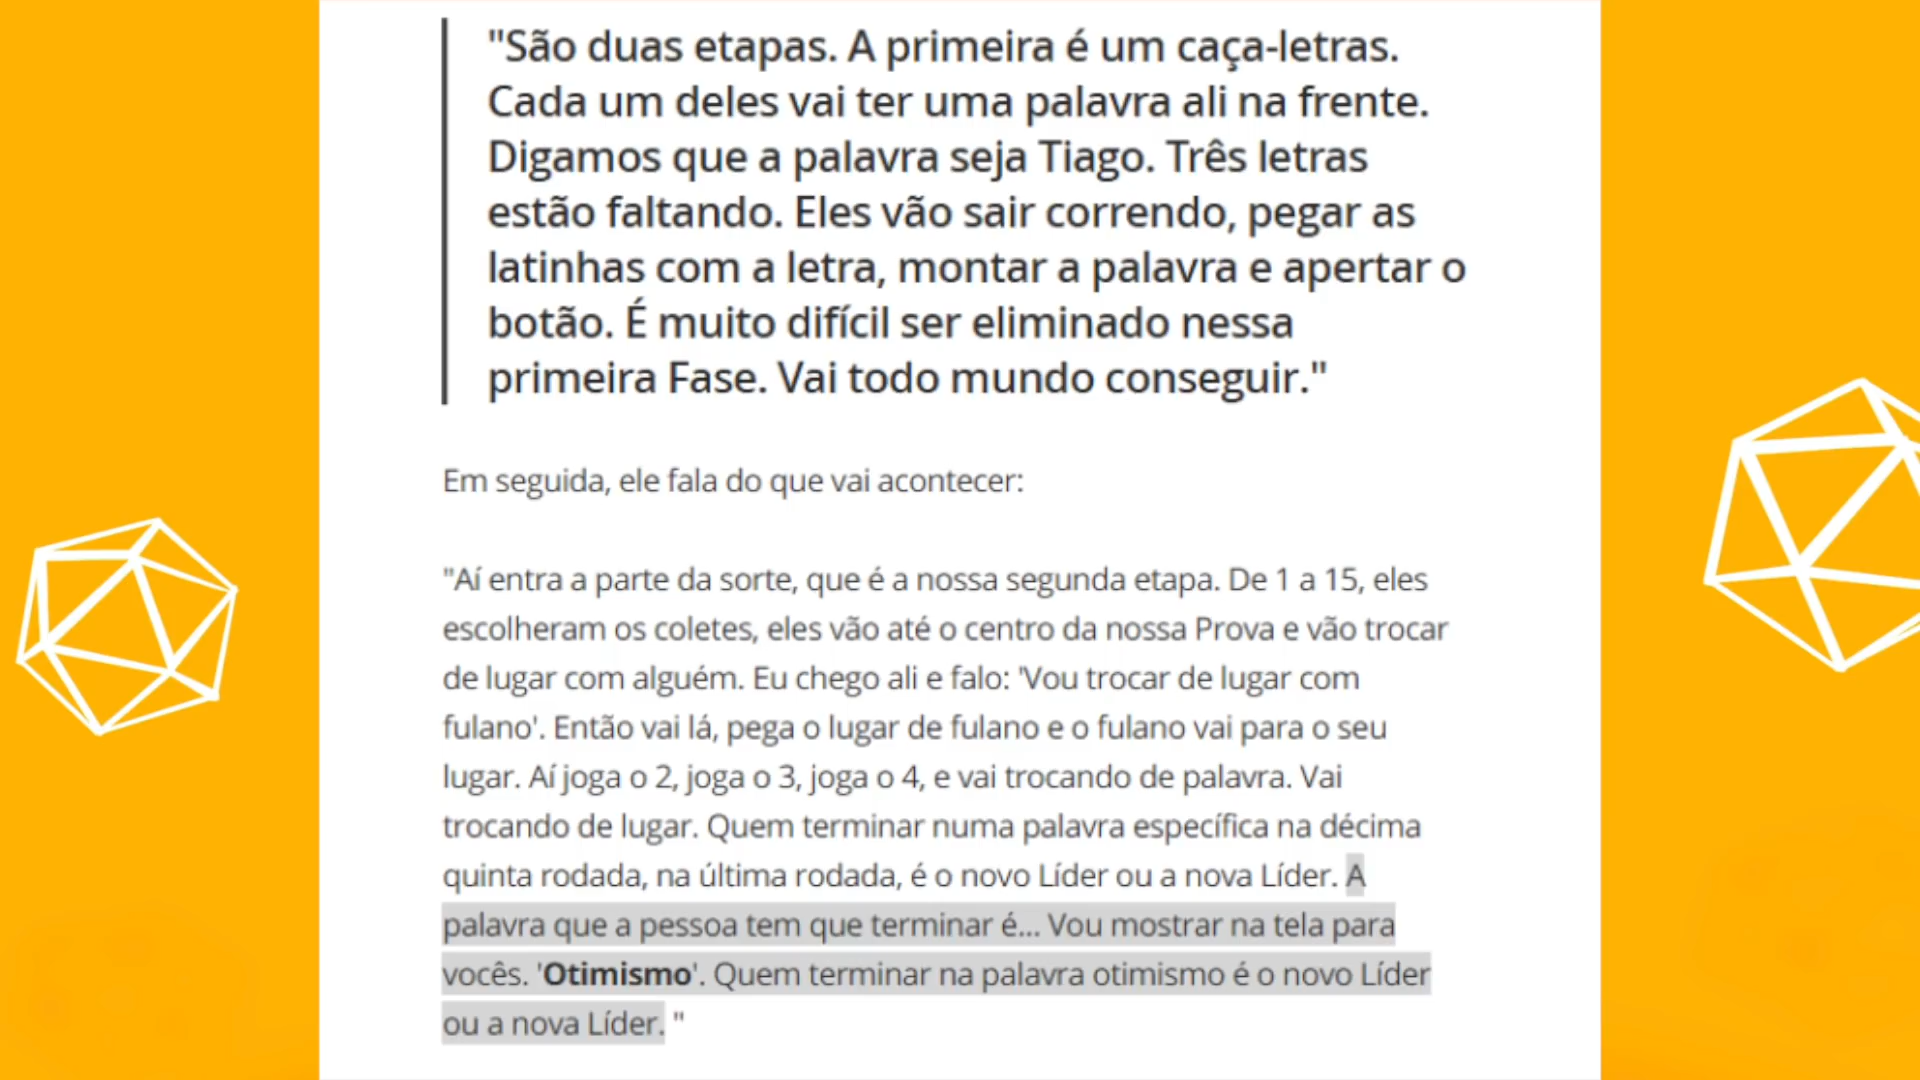 "São duas etapas. A primeira é um caça-letras.
Cada um deles vai ter uma palavra ali na frente.
Digamos que a palavra seja Tiago. Três letras
estão faltando. Eles vão sair correndo, pegar as
latinhas com a letra, montar a palavra e apertar o
botão. É muito difícil ser eliminado nessa
primeira Fase. Vai todo mundo conseguir."
Em seguida, ele fala do que vai acontecer:
"Aí entra a parte da sorte, que é a nossa segunda etapa. De 1 a 15, eles
escolheram os coletes, eles vão até o centro da nossa Prova e vão trocar
de lugar com alguém. Eu chego ali e falo: 'Vou trocar de lugar com
fulano'. Então vai lá, pega o lugar de fulano e o fulano vai para o seu
lugar. Aí joga o 2, joga o 3, joga o 4, e vai trocando de palavra. Vai
trocando de lugar. Quem terminar numa palavra específica na décima
quinta rodada, na última rodada, é o novo Líder ou a nova Líder. A
palavra que a pessoa tem que terminar é... Vou mostrar na tela para
vocês. 'Otimismo'. Quem terminar na palavra otimismo é o novo Líder
ou a nova Líder. "